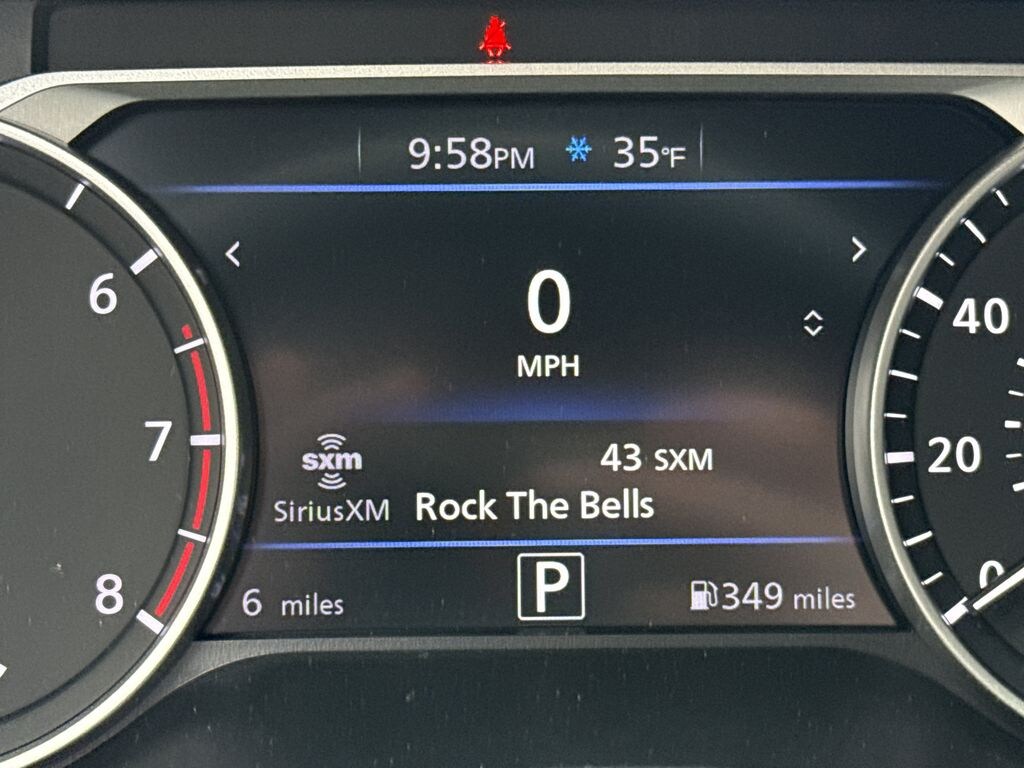 9:58PM 35°F
6
7
8
0
MPH
40
20
0
sxm
SiriusXM
43 SXM
Rock The Bells
6 miles
P
349 miles